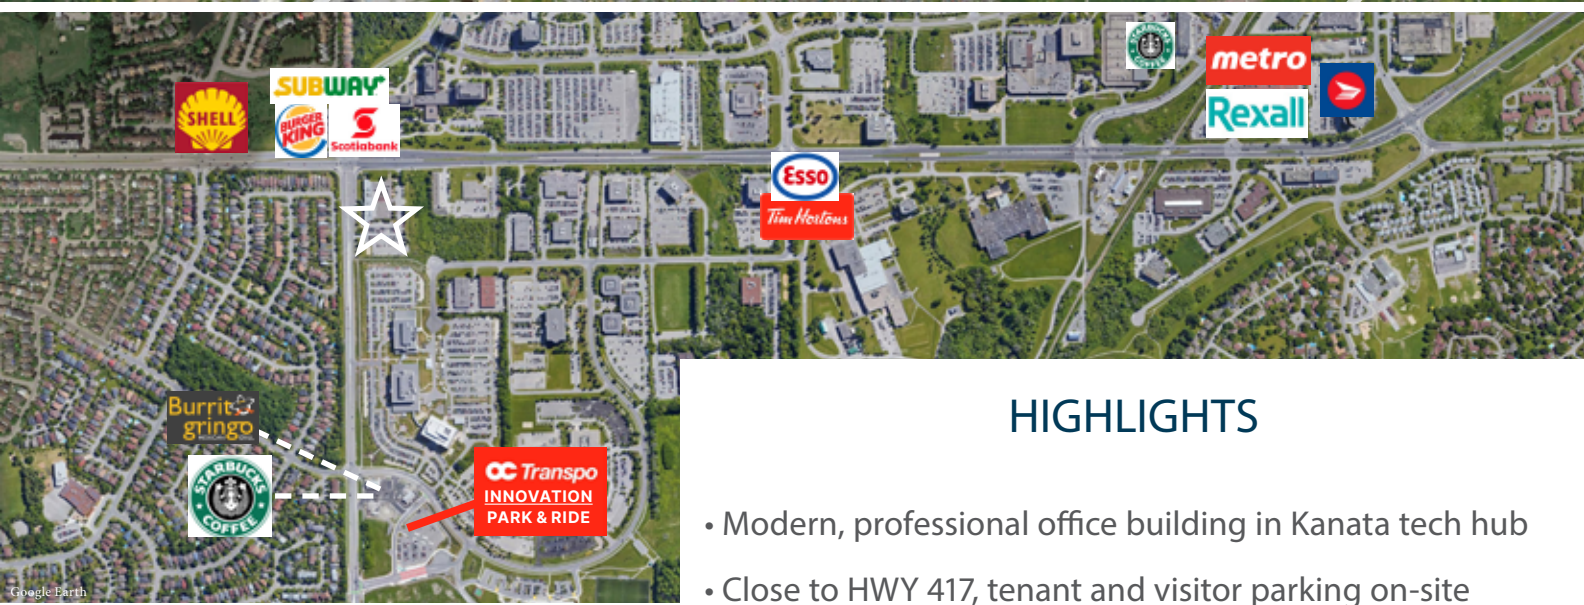 STARBUCKS
COFFEE
metro
Rexall
SUBWAY
SHELL
BURGER
KING
Scotiabank
Esso
Tim Hortons
Burrito
gringo
STARBUCKS
COFFEE
OC Transpo
INNOVATION
PARK & RIDE
Google Earth
HIGHLIGHTS
• Modern, professional office building in Kanata tech hub
• Close to HWY 417, tenant and visitor parking on-site